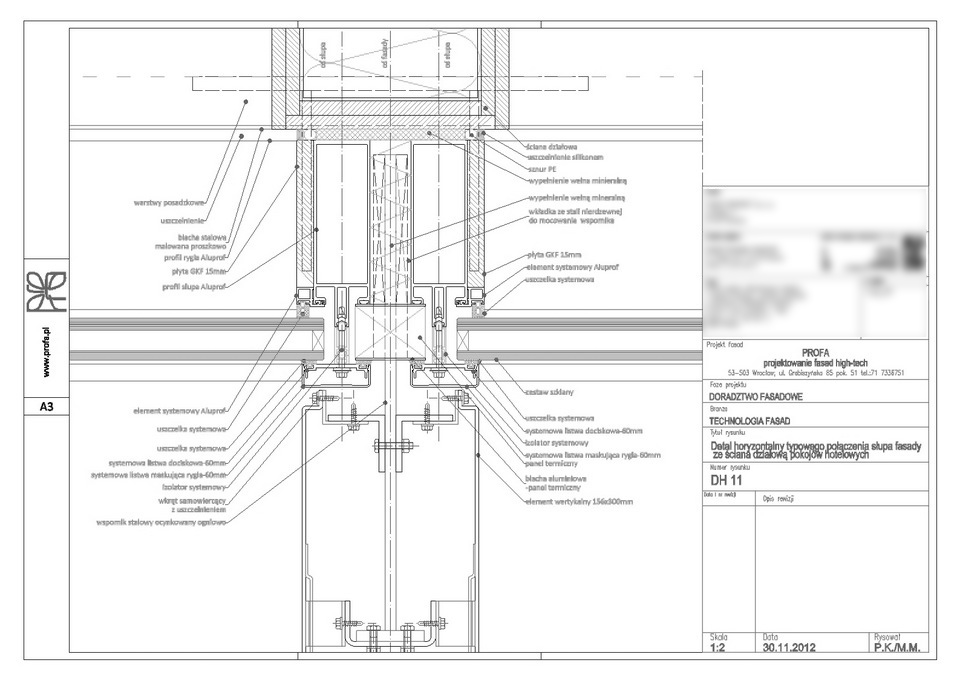 oś słupa
oś fasady
oś słupa
ściana działowa
uszczelnienie silikonem
sznur PE
wypełnienie wełną mineralną
wypełnienie wełną mineralną
wkładka ze stali nierdzewnej
do mocowania wspornika
płyta GKF 15mm
element systemowy Aluprof
uszczelka systemowa
warstwy posadzkowe
uszczelnienie
blacha stalowa
malowana proszkowo
profil rygla Aluprof
płyta GKF 15mm
profil słupa Aluprof
element systemowy Aluprof
uszczelka systemowa
uszczelka systemowa
systemowa listwa dociskowa-60mm
systemowa listwa maskująca rygla-60mm
izolator systemowy
wkręt samowiercący
z uszczelnieniem
wspornik stalowy ocynkowany ogniowo
zestaw szklany
uszczelka systemowa
systemowa listwa dociskowa-60mm
izolator systemowy
systemowa listwa maskująca rygla-60mm
panel termiczny
blacha aluminiowa
-panel termiczny
element wertykalny 156x300mm
www.profa.pl
A3
Projekt fasad
PROFA
projektowanie fasad high-tech
53-503 Wrocław, ul. Grabiszyńska 85 pok. 51 tel.:71 7338751
Faza projektu
DORADZTWO FASADOWE
Branża
TECHNOLOGIA FASAD
Tytuł rysunku
Detal horyzontalny typowego połączenia słupa fasady
ze ścianą działową pokojów hotelowych
Numer rysunku
DH 11
Data i nr rewizji
Opis rewizji
Skala
1:2
Data
30.11.2012
Rysował
P.K./M.M.